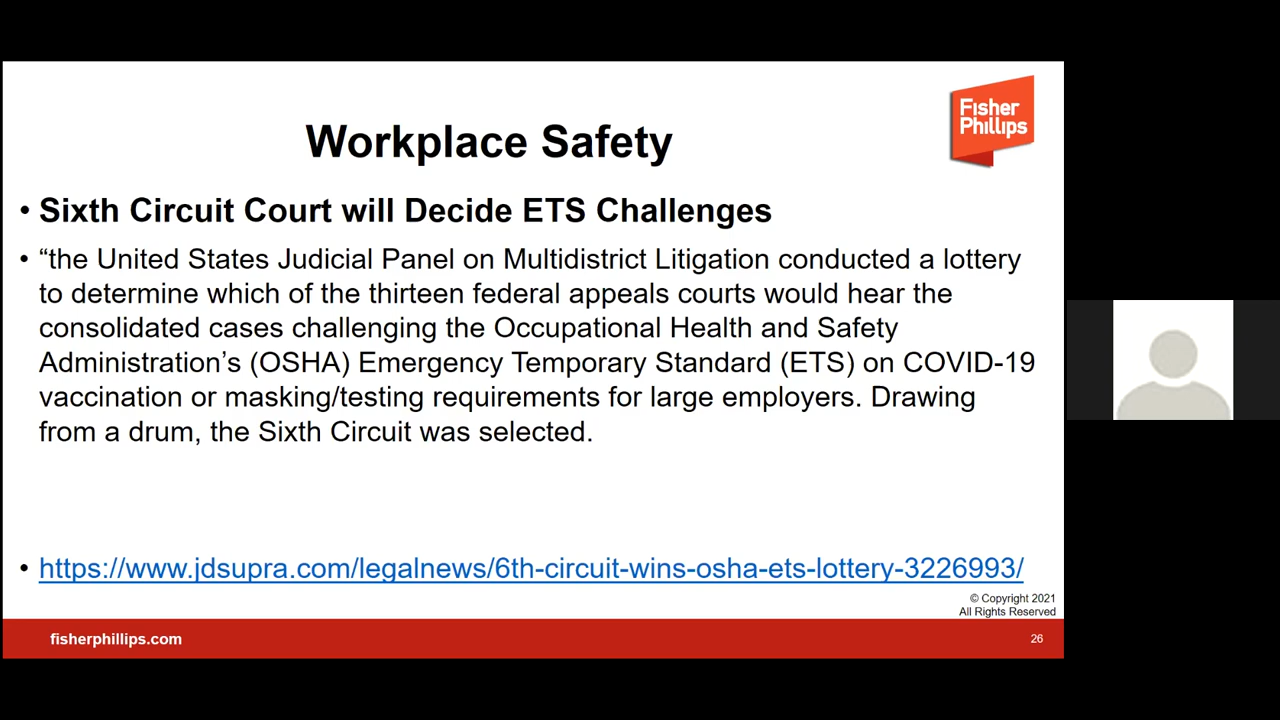 Fisher
Phillips
Workplace Safety
• Sixth Circuit Court will Decide ETS Challenges
• “the United States Judicial Panel on Multidistrict Litigation conducted a lottery
to determine which of the thirteen federal appeals courts would hear the
consolidated cases challenging the Occupational Health and Safety
Administration’s (OSHA) Emergency Temporary Standard (ETS) on COVID-19
vaccination or masking/testing requirements for large employers. Drawing
from a drum, the Sixth Circuit was selected.
• https://www.jdsupra.com/legalnews/6th-circuit-wins-osha-ets-lottery-3226993/
© Copyright 2021
All Rights Reserved
fisherphillips.com
26